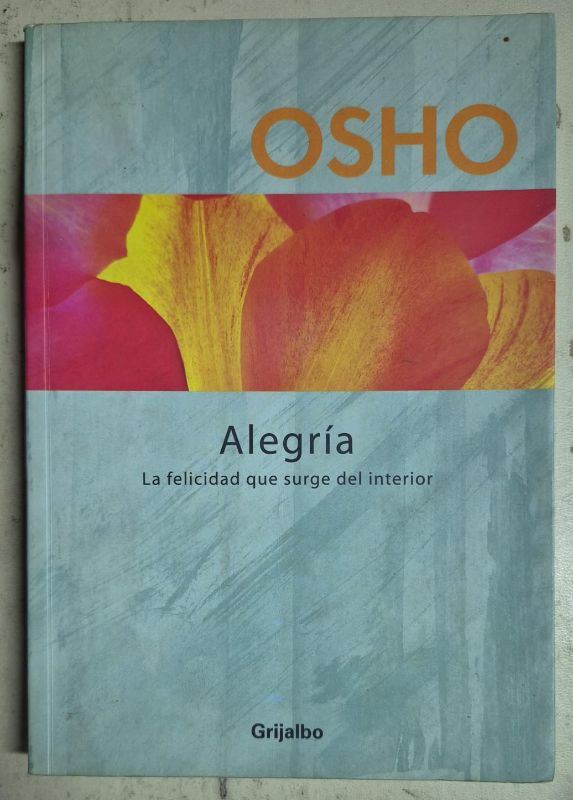 OSHO
Alegría
La felicidad que surge del interior
Grijalbo